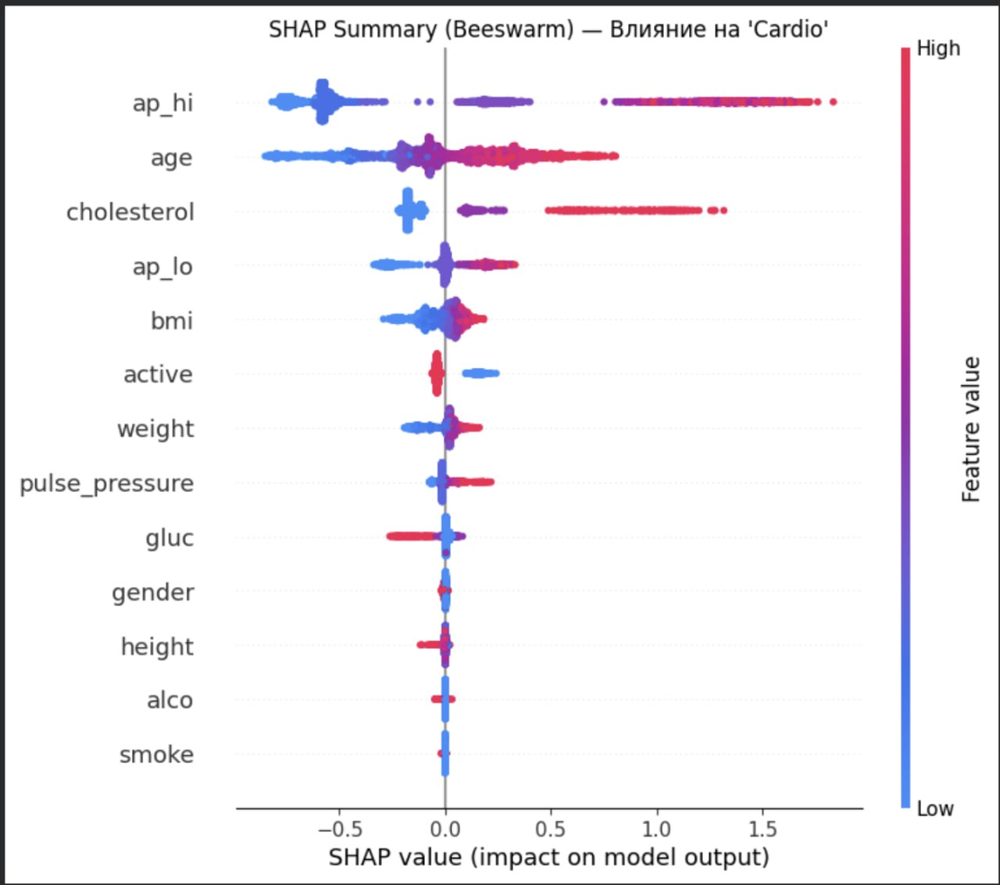 SHAP Summary (Beeswarm) — Влияние на 'Cardio'
High
ap_hi
age
cholesterol
ap_lo
bmi
active
weight
pulse_pressure
gluc
gender
height
alco
smoke
Feature value
Low
−0.5 0.0 0.5 1.0 1.5
SHAP value (impact on model output)